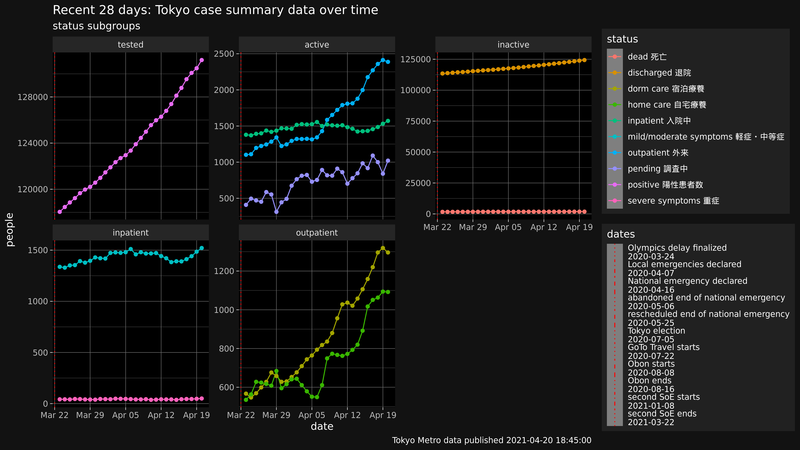 Recent 28 days: Tokyo case summary data over time
status subgroups
tested
active
inactive
128000
124000
120000
2500
2000
1500
1000
500
125000
100000
75000
50000
25000
0
Mar 22 Mar 29 Apr 05 Apr 12 Apr 19
inpatient
outpatient
1500
1000
500
0
1200
1000
800
600
Mar 22 Mar 29 Apr 05 Apr 12 Apr 19
Mar 22 Mar 29 Apr 05 Apr 12 Apr 19
people
date
status
dead 死亡
discharged 退院
dorm care 宿泊療養
home care 自宅療養
inpatient 入院中
mild/moderate symptoms 軽症・中等症
outpatient 外来
pending 調査中
positive 陽性患者数
severe symptoms 重症
dates
Olympics delay finalized
2020-03-24
Local emergencies declared
2020-04-07
National emergency declared
2020-04-16
abandoned end of national emergency
2020-05-06
rescheduled end of national emergency
2020-05-25
Tokyo election
2020-07-05
GoTo Travel starts
2020-07-22
Obon starts
2020-08-08
Obon ends
2020-08-16
second SoE starts
2021-01-08
second SoE ends
2021-03-22
Tokyo Metro data published 2021-04-20 18:45:00